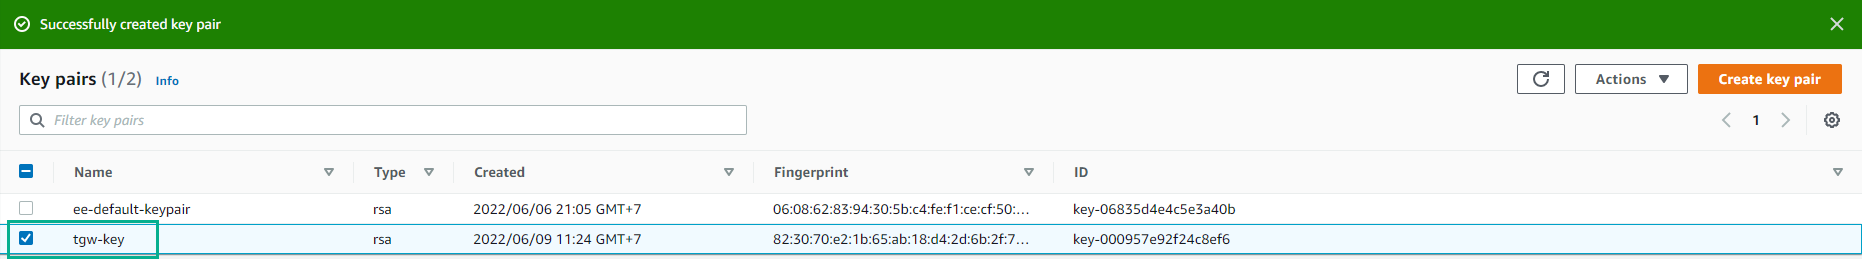 Successfully created key pair
Key pairs (1/2) Info
Actions
Create key pair
Filter key pairs
1
Name Type Created Fingerprint ID
ee-default-keypair rsa 2022/06/06 21:05 GMT+7 06:08:62:83:94:30:5b:c4:fe:f1:ce:cf:50:... key-06835d4e4c5e3a40b
tgw-key rsa 2022/06/09 11:24 GMT+7 82:30:70:e2:1b:65:ab:18:d4:2d:6b:2f:7... key-000957e92f24c8ef6